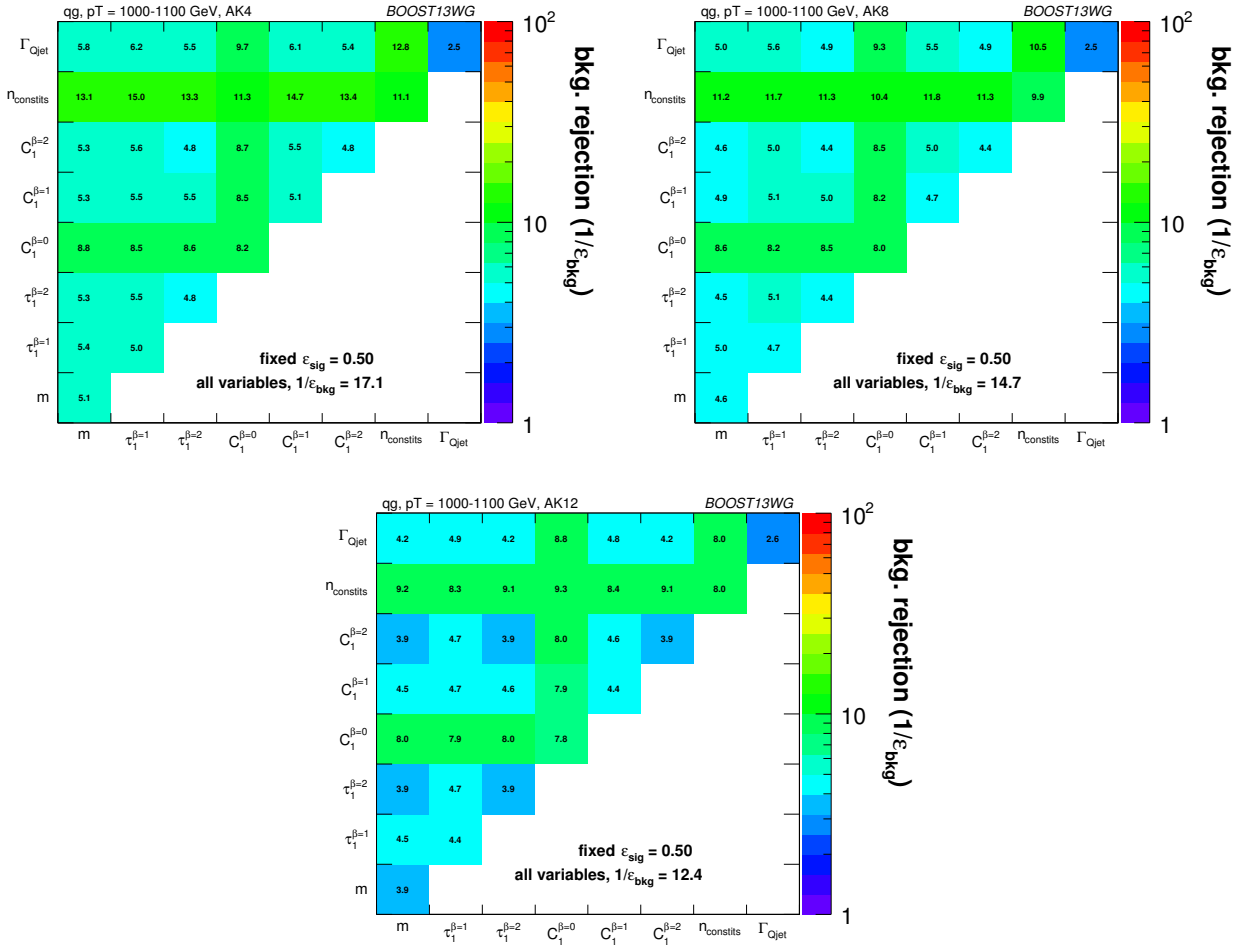 qg, pT = 1000-1100 GeV, AK4 BOOST13WG
Γ_Qjet 5.8 6.2 5.5 9.7 6.1 5.4 12.8 2.5
n_constits 13.1 15.0 13.3 11.3 14.7 13.4 11.1
C_1^β=2 5.3 5.6 4.8 8.7 5.5 4.8
C_1^β=1 5.3 5.5 5.5 8.5 5.1
C_1^β=0 8.8 8.5 8.6 8.2
τ_1^β=2 5.3 5.5 4.8
τ_1^β=1 5.4 5.0
m 5.1
fixed ε_sig = 0.50
all variables, 1/ε_bkg = 17.1
m τ_1^β=1 τ_1^β=2 C_1^β=0 C_1^β=1 C_1^β=2 n_constits Γ_Qjet
10^2
10
1
bkg. rejection (1/ε_bkg)
qg, pT = 1000-1100 GeV, AK8 BOOST13WG
Γ_Qjet 5.0 5.6 4.9 9.3 5.5 4.9 10.5 2.5
n_constits 11.2 11.7 11.3 10.4 11.8 11.3 9.9
C_1^β=2 4.6 5.0 4.4 8.5 5.0 4.4
C_1^β=1 4.9 5.1 5.0 8.2 4.7
C_1^β=0 8.6 8.2 8.5 8.0
τ_1^β=2 4.5 5.1 4.4
τ_1^β=1 5.0 4.7
m 4.6
fixed ε_sig = 0.50
all variables, 1/ε_bkg = 14.7
m τ_1^β=1 τ_1^β=2 C_1^β=0 C_1^β=1 C_1^β=2 n_constits Γ_Qjet
10^2
10
1
bkg. rejection (1/ε_bkg)
qg, pT = 1000-1100 GeV, AK12 BOOST13WG
Γ_Qjet 4.2 4.9 4.2 8.8 4.8 4.2 8.0 2.6
n_constits 9.2 8.3 9.1 9.3 8.4 9.1 8.0
C_1^β=2 3.9 4.7 3.9 8.0 4.6 3.9
C_1^β=1 4.5 4.7 4.6 7.9 4.4
C_1^β=0 8.0 7.9 8.0 7.8
τ_1^β=2 3.9 4.7 3.9
τ_1^β=1 4.5 4.4
m 3.9
fixed ε_sig = 0.50
all variables, 1/ε_bkg = 12.4
m τ_1^β=1 τ_1^β=2 C_1^β=0 C_1^β=1 C_1^β=2 n_constits Γ_Qjet
10^2
10
1
bkg. rejection (1/ε_bkg)